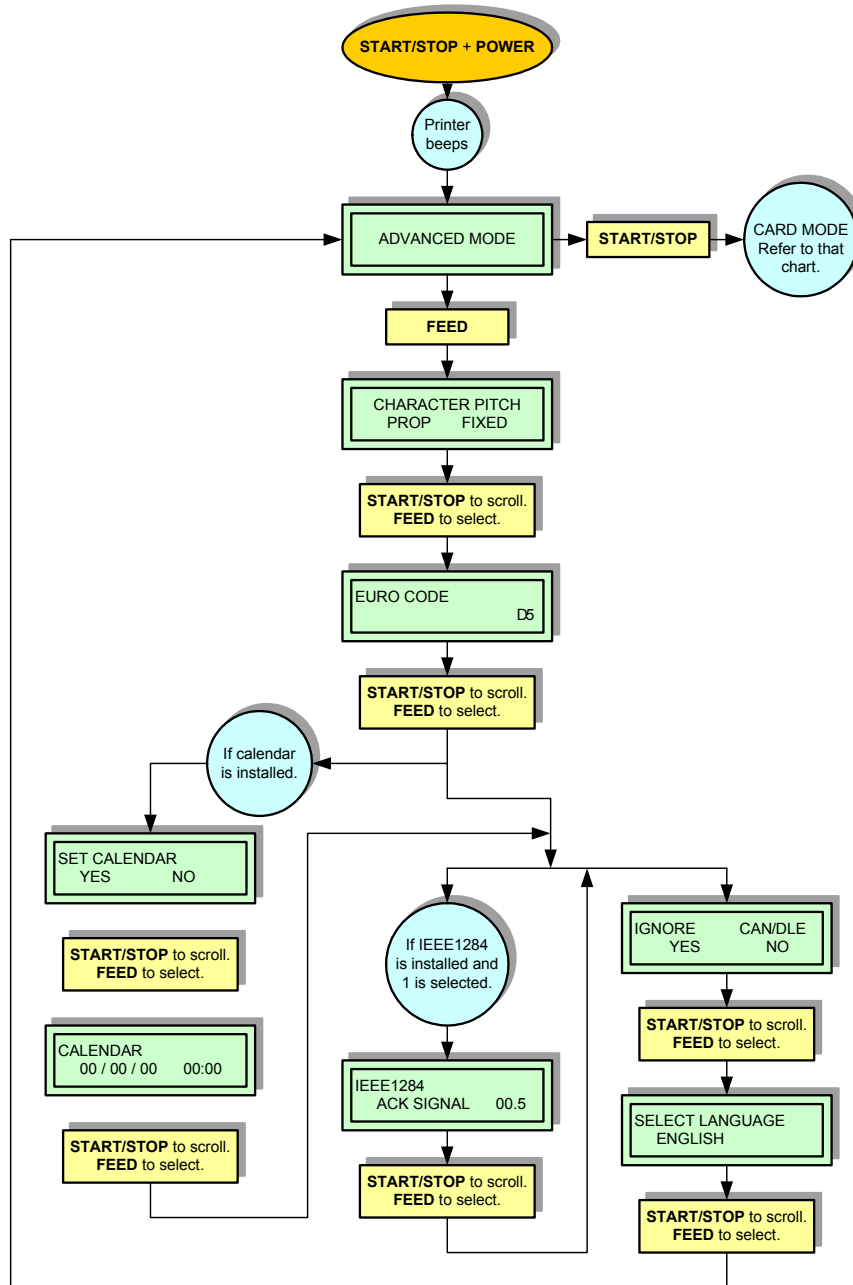 START/STOP + POWER
Printer
beeps
ADVANCED MODE
START/STOP
CARD MODE
Refer to that
chart.
FEED
CHARACTER PITCH
PROP FIXED
START/STOP to scroll.
FEED to select.
EURO CODE
D5
START/STOP to scroll.
FEED to select.
If calendar
is installed.
SET CALENDAR
YES NO
START/STOP to scroll.
FEED to select.
CALENDAR
00 / 00 / 00 00:00
START/STOP to scroll.
FEED to select.
If IEEE1284
is installed and
1 is selected.
IEEE1284
ACK SIGNAL 00.5
START/STOP to scroll.
FEED to select.
IGNORE CAN/DLE
YES NO
START/STOP to scroll.
FEED to select.
SELECT LANGUAGE
ENGLISH
START/STOP to scroll.
FEED to select.